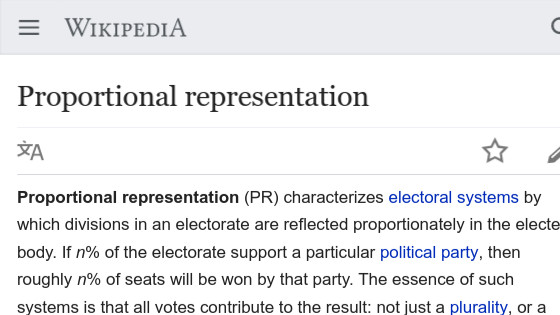 WIKIPEDIA
Proportional representation
文A
Proportional representation (PR) characterizes electoral systems by
which divisions in an electorate are reflected proportionately in the electe
body. If n% of the electorate support a particular political party, then
roughly n% of seats will be won by that party. The essence of such
systems is that all votes contribute to the result: not just a plurality, or a